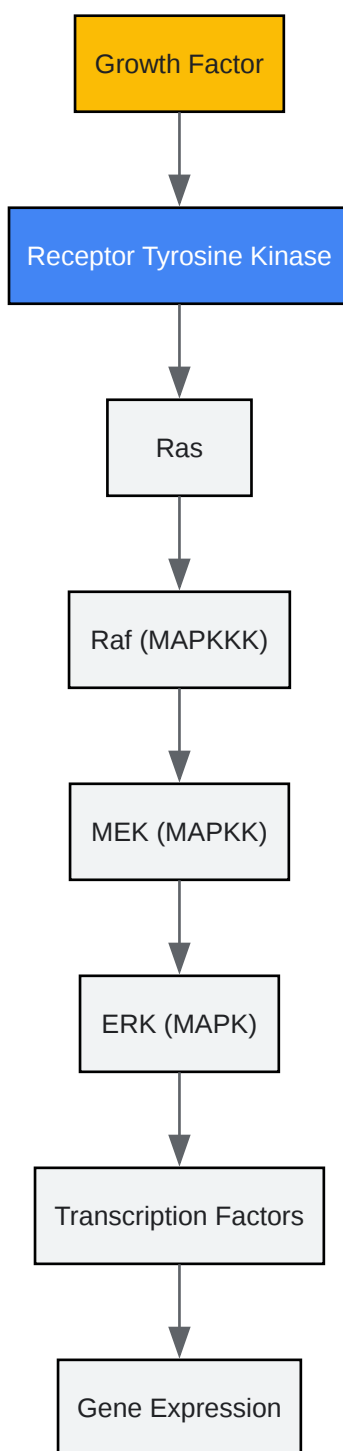 Growth Factor
Receptor Tyrosine Kinase
Ras
Raf (MAPKKK)
MEK (MAPKK)
ERK (MAPK)
Transcription Factors
Gene Expression